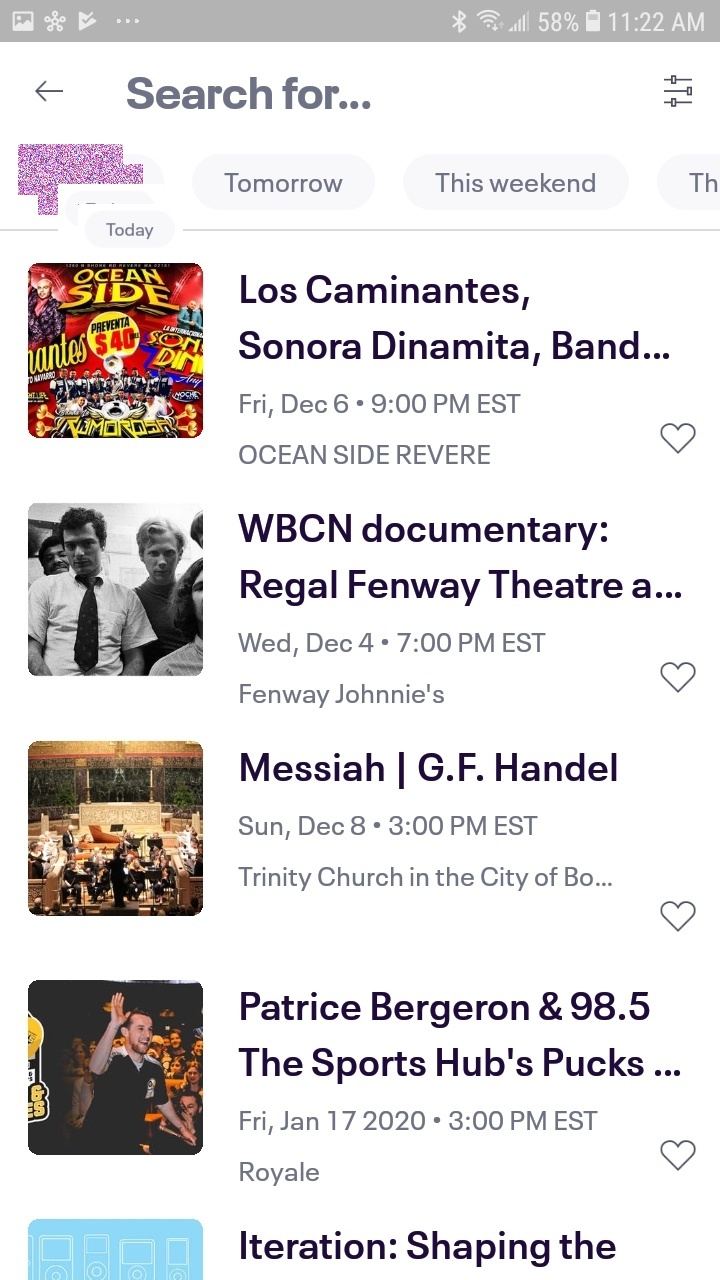 58% 11:22 AM
Search for...
Tomorrow
This weekend
Th
Today
OCEAN
SIDE
PREVENTA
$40
Los Caminantes,
Sonora Dinamita, Band...
Fri, Dec 6 • 9:00 PM EST
OCEAN SIDE REVERE
WBCN documentary:
Regal Fenway Theatre a...
Wed, Dec 4 • 7:00 PM EST
Fenway Johnnie's
Messiah | G.F. Handel
Sun, Dec 8 • 3:00 PM EST
Trinity Church in the City of Bo...
Patrice Bergeron & 98.5
The Sports Hub's Pucks ...
Fri, Jan 17 2020 • 3:00 PM EST
Royale
Iteration: Shaping the